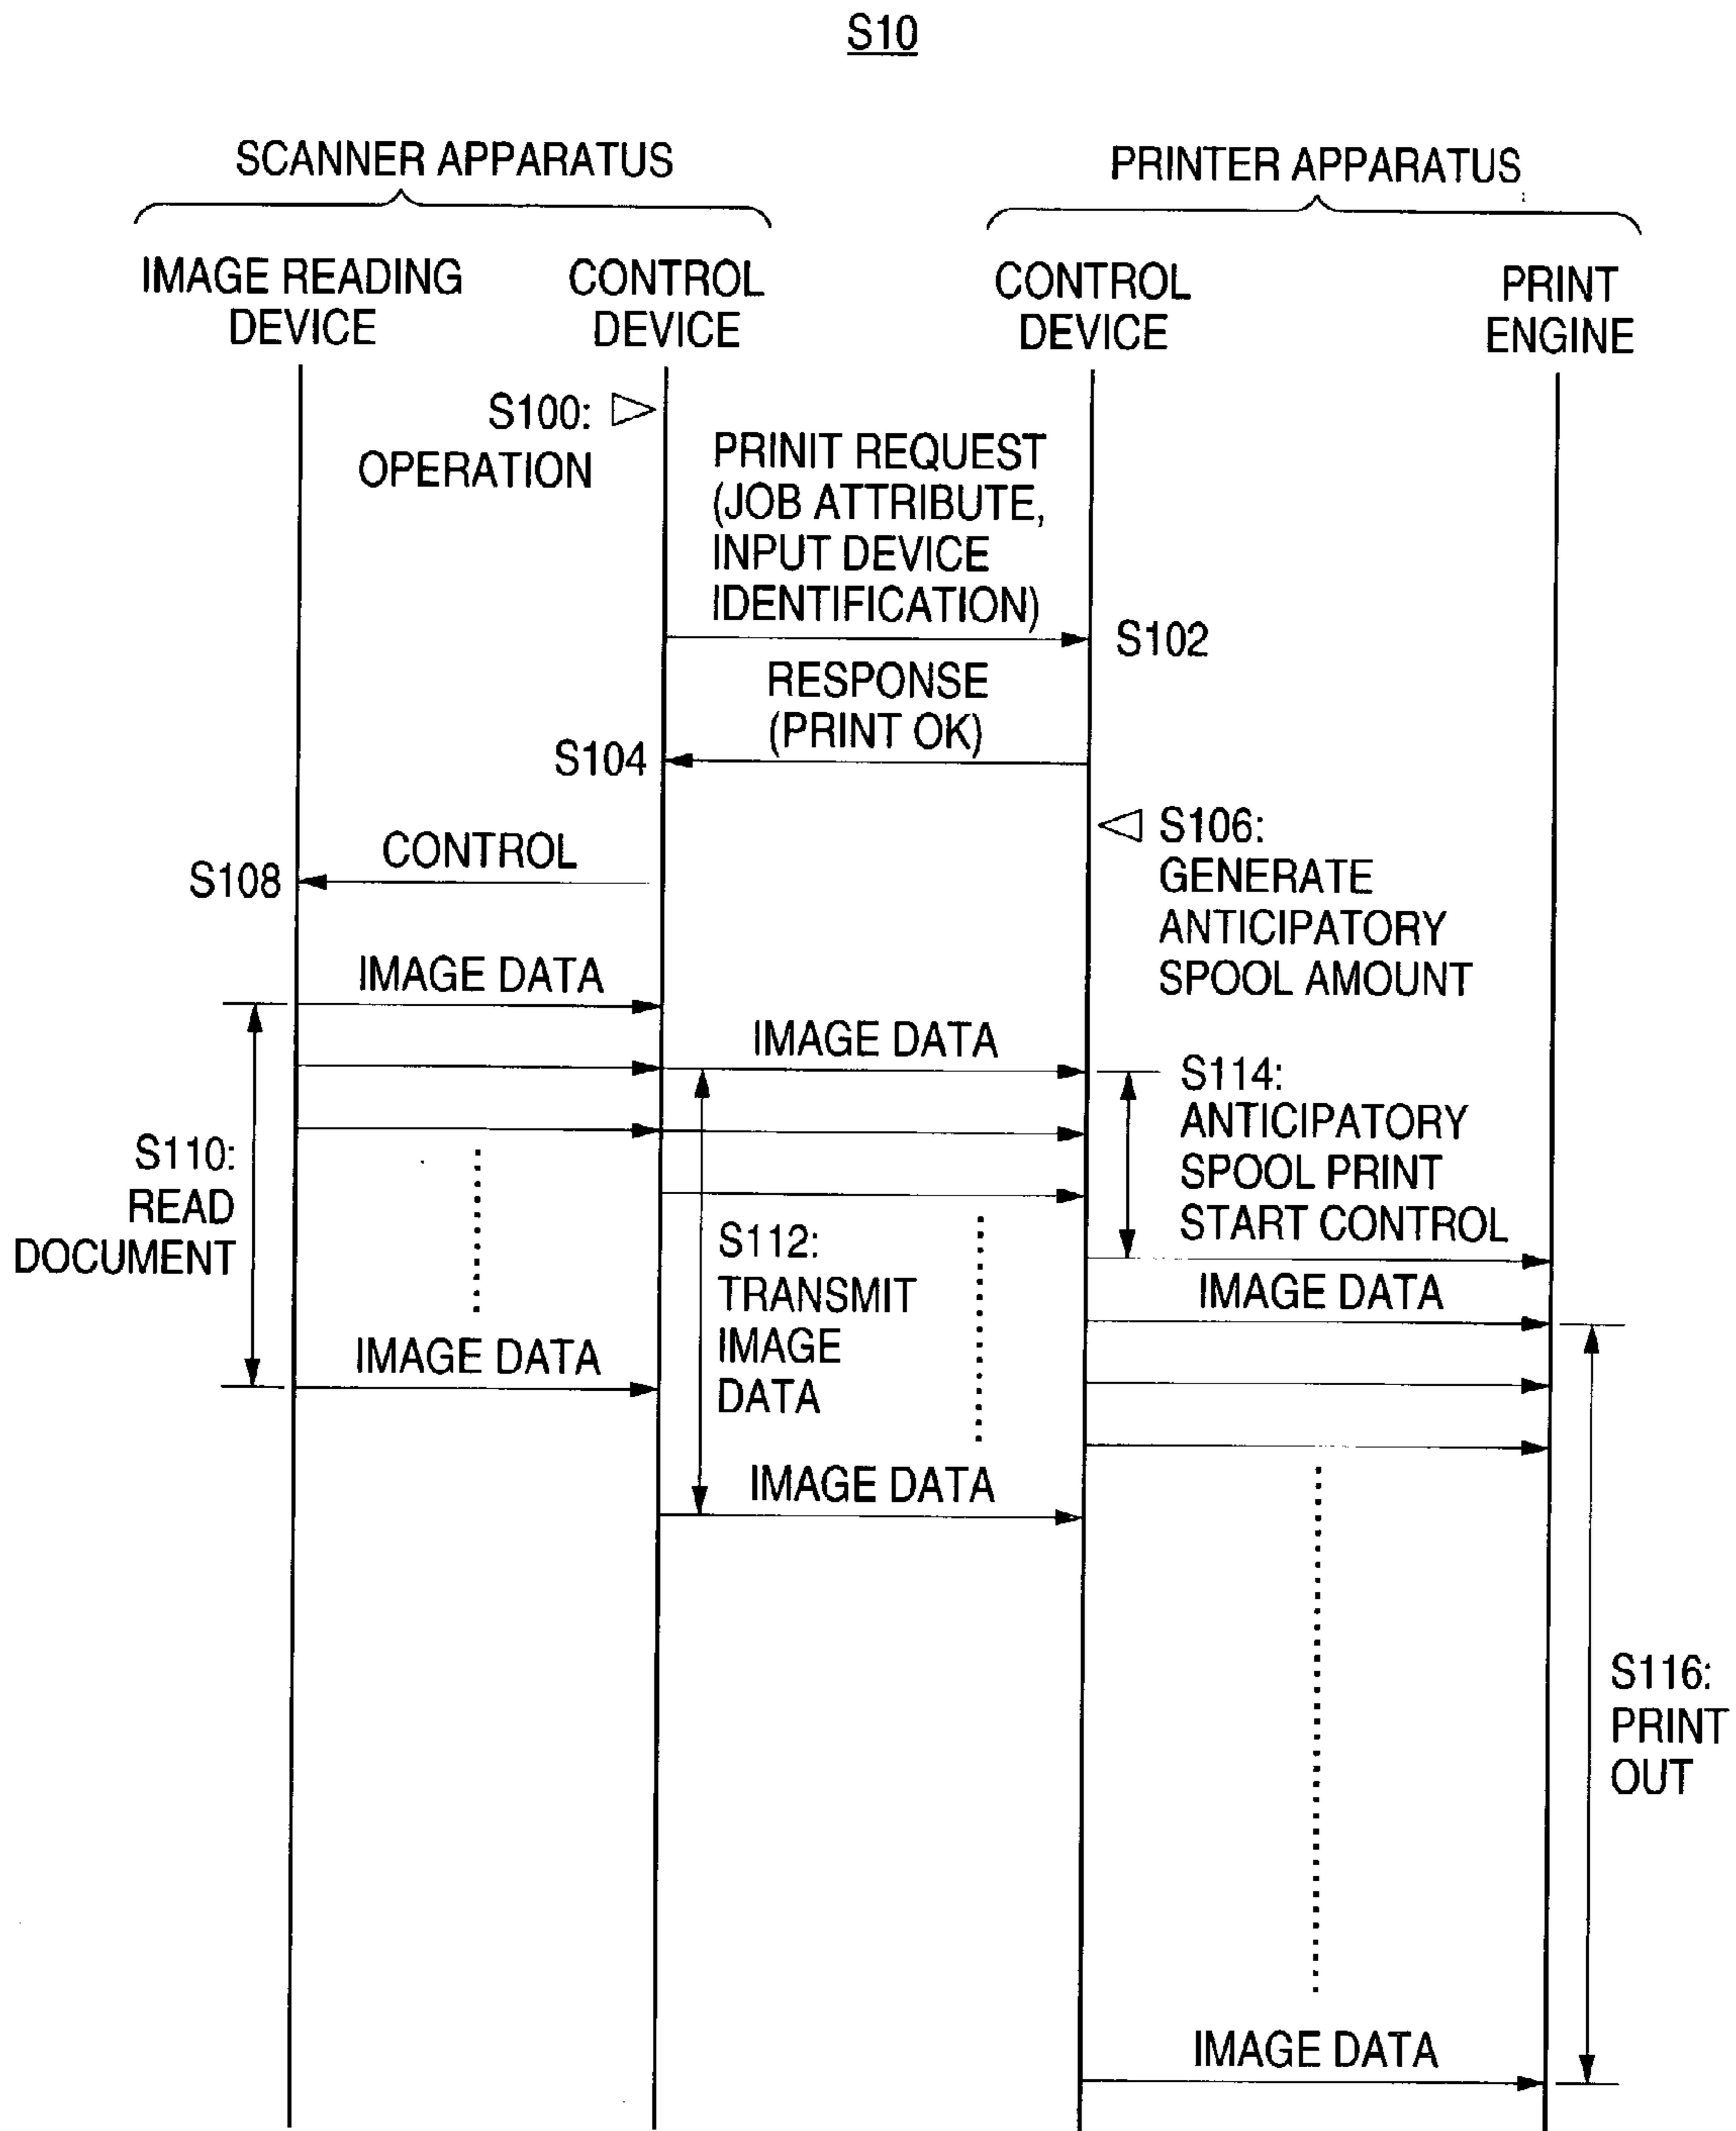 S10
SCANNER APPARATUS
PRINTER APPARATUS
IMAGE READING
DEVICE
CONTROL
DEVICE
CONTROL
DEVICE
PRINT
ENGINE
S100:
OPERATION
PRINIT REQUEST
(JOB ATTRIBUTE,
INPUT DEVICE
IDENTIFICATION)
S102
RESPONSE
(PRINT OK)
S104
S106:
GENERATE
ANTICIPATORY
SPOOL AMOUNT
CONTROL
S108
IMAGE DATA
IMAGE DATA
S110:
READ
DOCUMENT
S114:
ANTICIPATORY
SPOOL PRINT
START CONTROL
S112:
TRANSMIT
IMAGE
DATA
IMAGE DATA
IMAGE DATA
IMAGE DATA
S116:
PRINT
OUT
IMAGE DATA